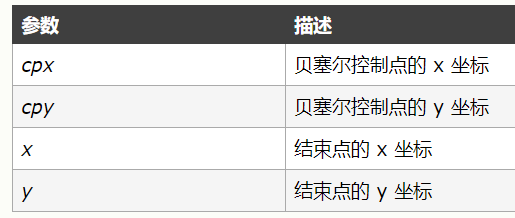 参数 描述
cpx 贝塞尔控制点的 x 坐标
cpy 贝塞尔控制点的 y 坐标
x 结束点的 x 坐标
y 结束点的 y 坐标